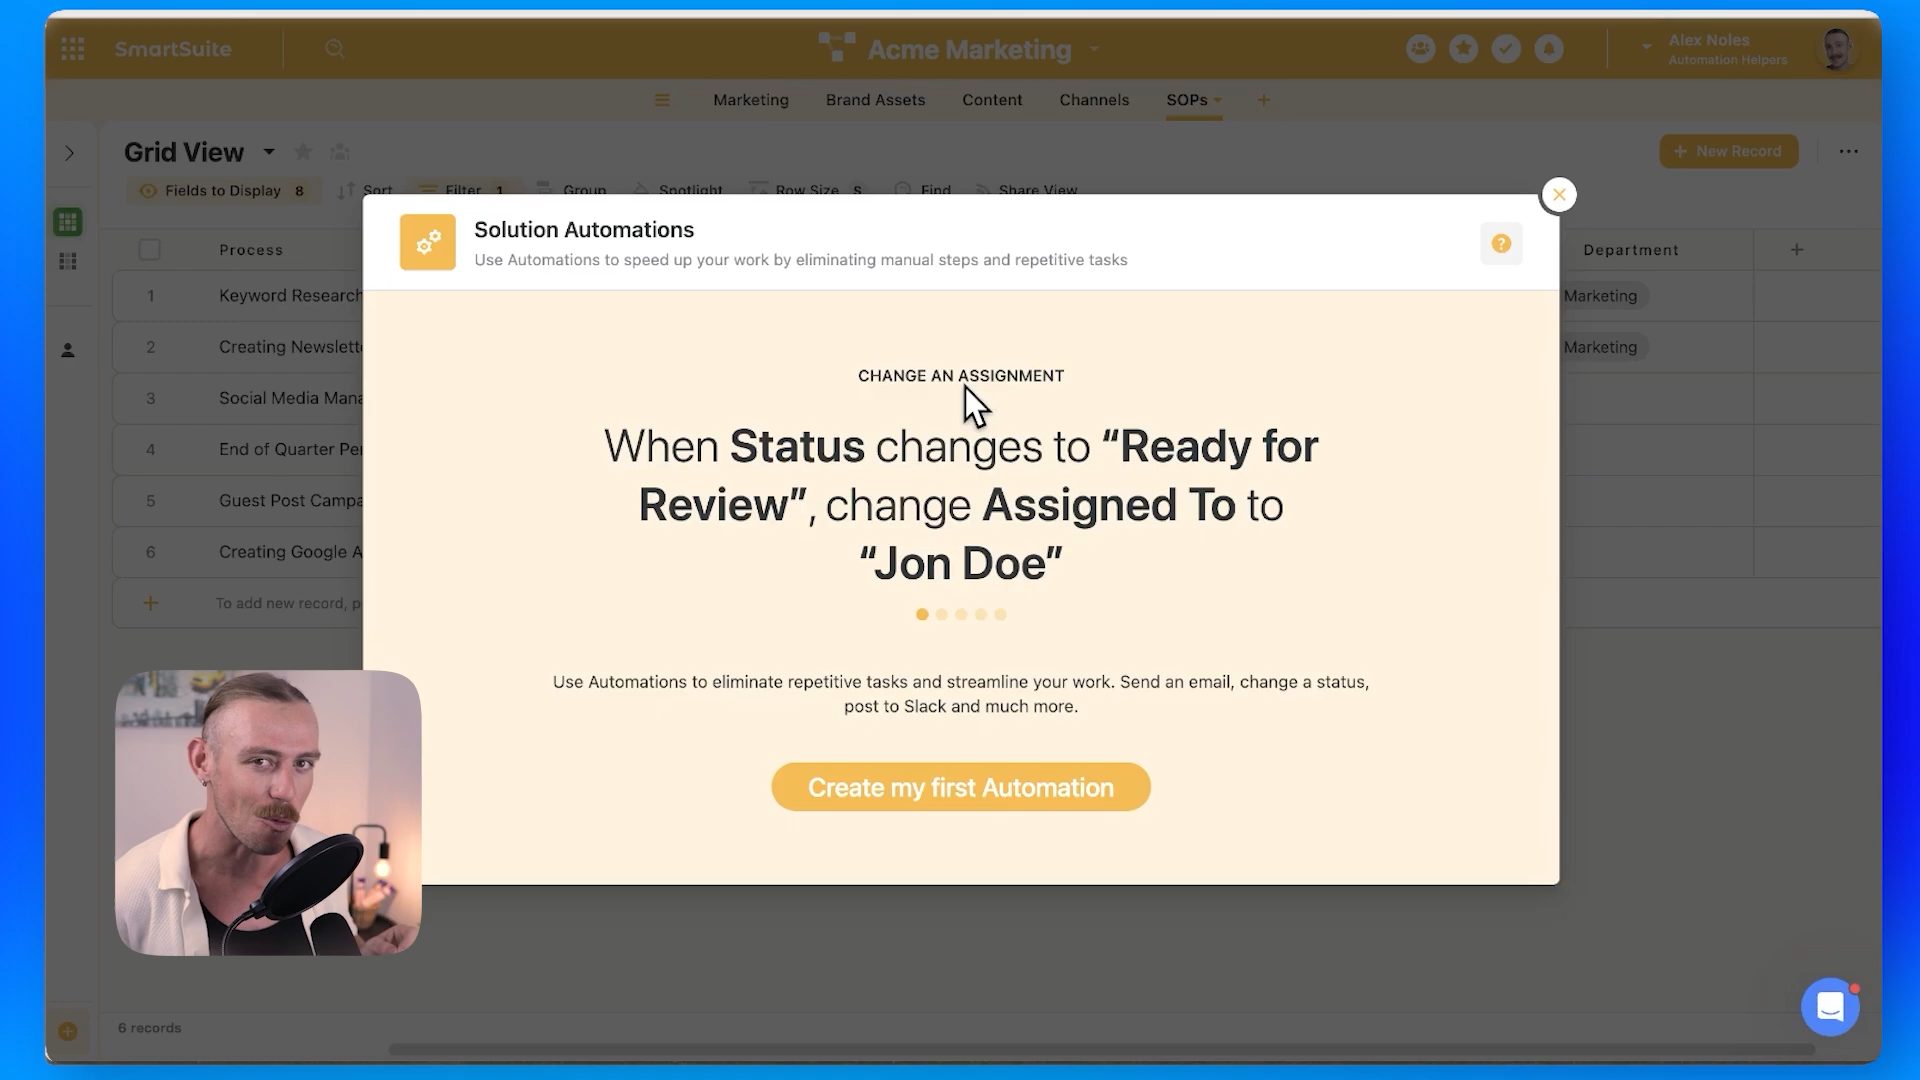 SmartSuite
Acme Marketing
Alex Noles
Automation Helpers
Marketing
Brand Assets
Content
Channels
SOPs
Grid View
New Record
Fields to Display 8
Sort
Filter 1
Group
Spotlight
Row Size S
Find
Share View
Solution Automations
Use Automations to speed up your work by eliminating manual steps and repetitive tasks
?
Process
Department
1 Keyword Research
Marketing
2 Creating Newslett
Marketing
3 Social Media Mana
4 End of Quarter Pe
5 Guest Post Campa
6 Creating Google A
To add new record, p
CHANGE AN ASSIGNMENT
When Status changes to “Ready for
Review”, change Assigned To to
“Jon Doe”
Use Automations to eliminate repetitive tasks and streamline your work. Send an email, change a status,
post to Slack and much more.
Create my first Automation
6 records